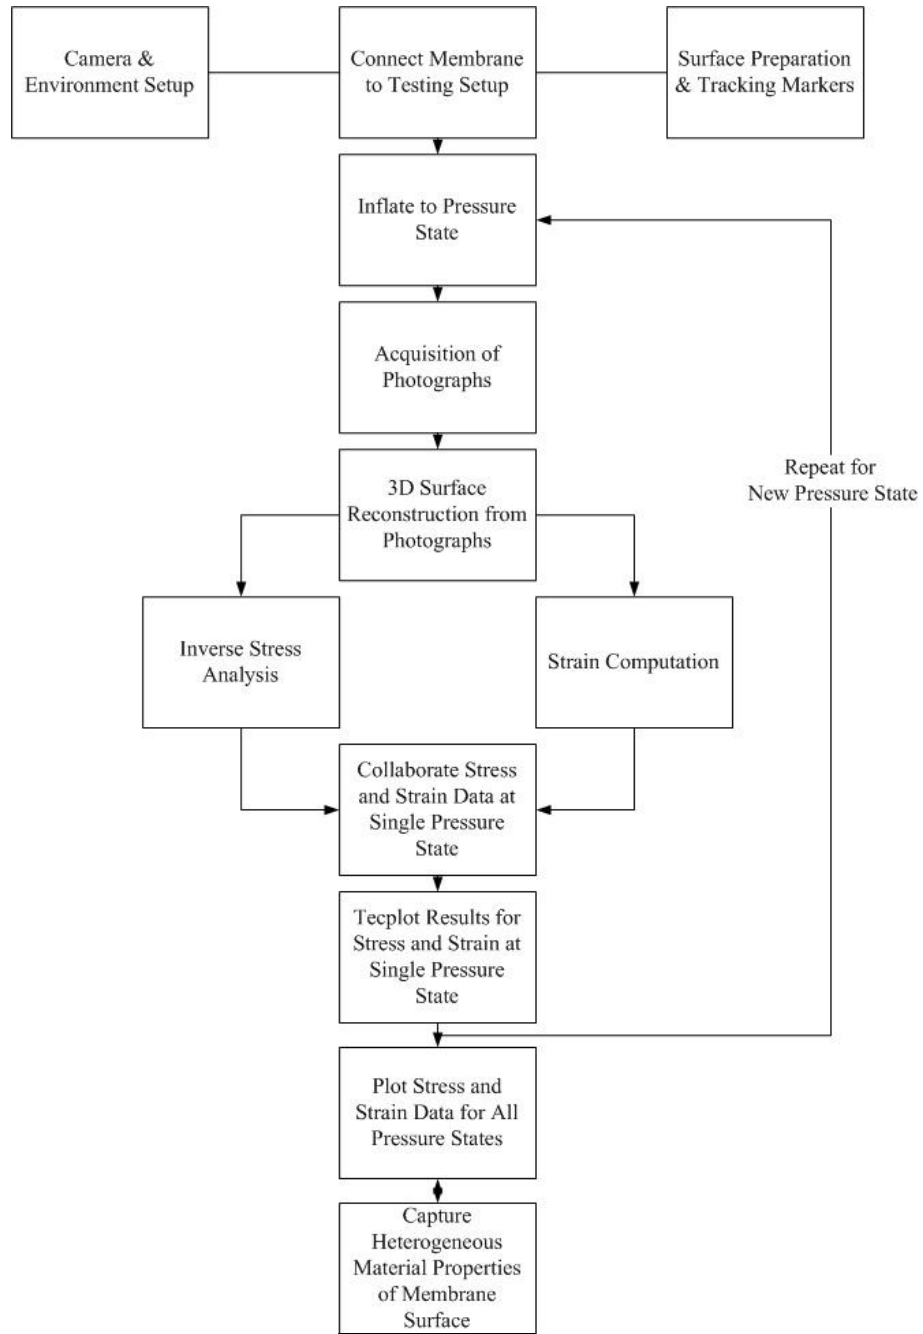 Camera &
Environment Setup
Connect Membrane
to Testing Setup
Surface Preparation
& Tracking Markers
Inflate to Pressure
State
Acquisition of
Photographs
Repeat for
New Pressure State
3D Surface
Reconstruction from
Photographs
Inverse Stress
Analysis
Strain Computation
Collaborate Stress
and Strain Data at
Single Pressure
State
Tecplot Results for
Stress and Strain at
Single Pressure
State
Plot Stress and
Strain Data for All
Pressure States
Capture
Heterogeneous
Material Properties
of Membrane
Surface